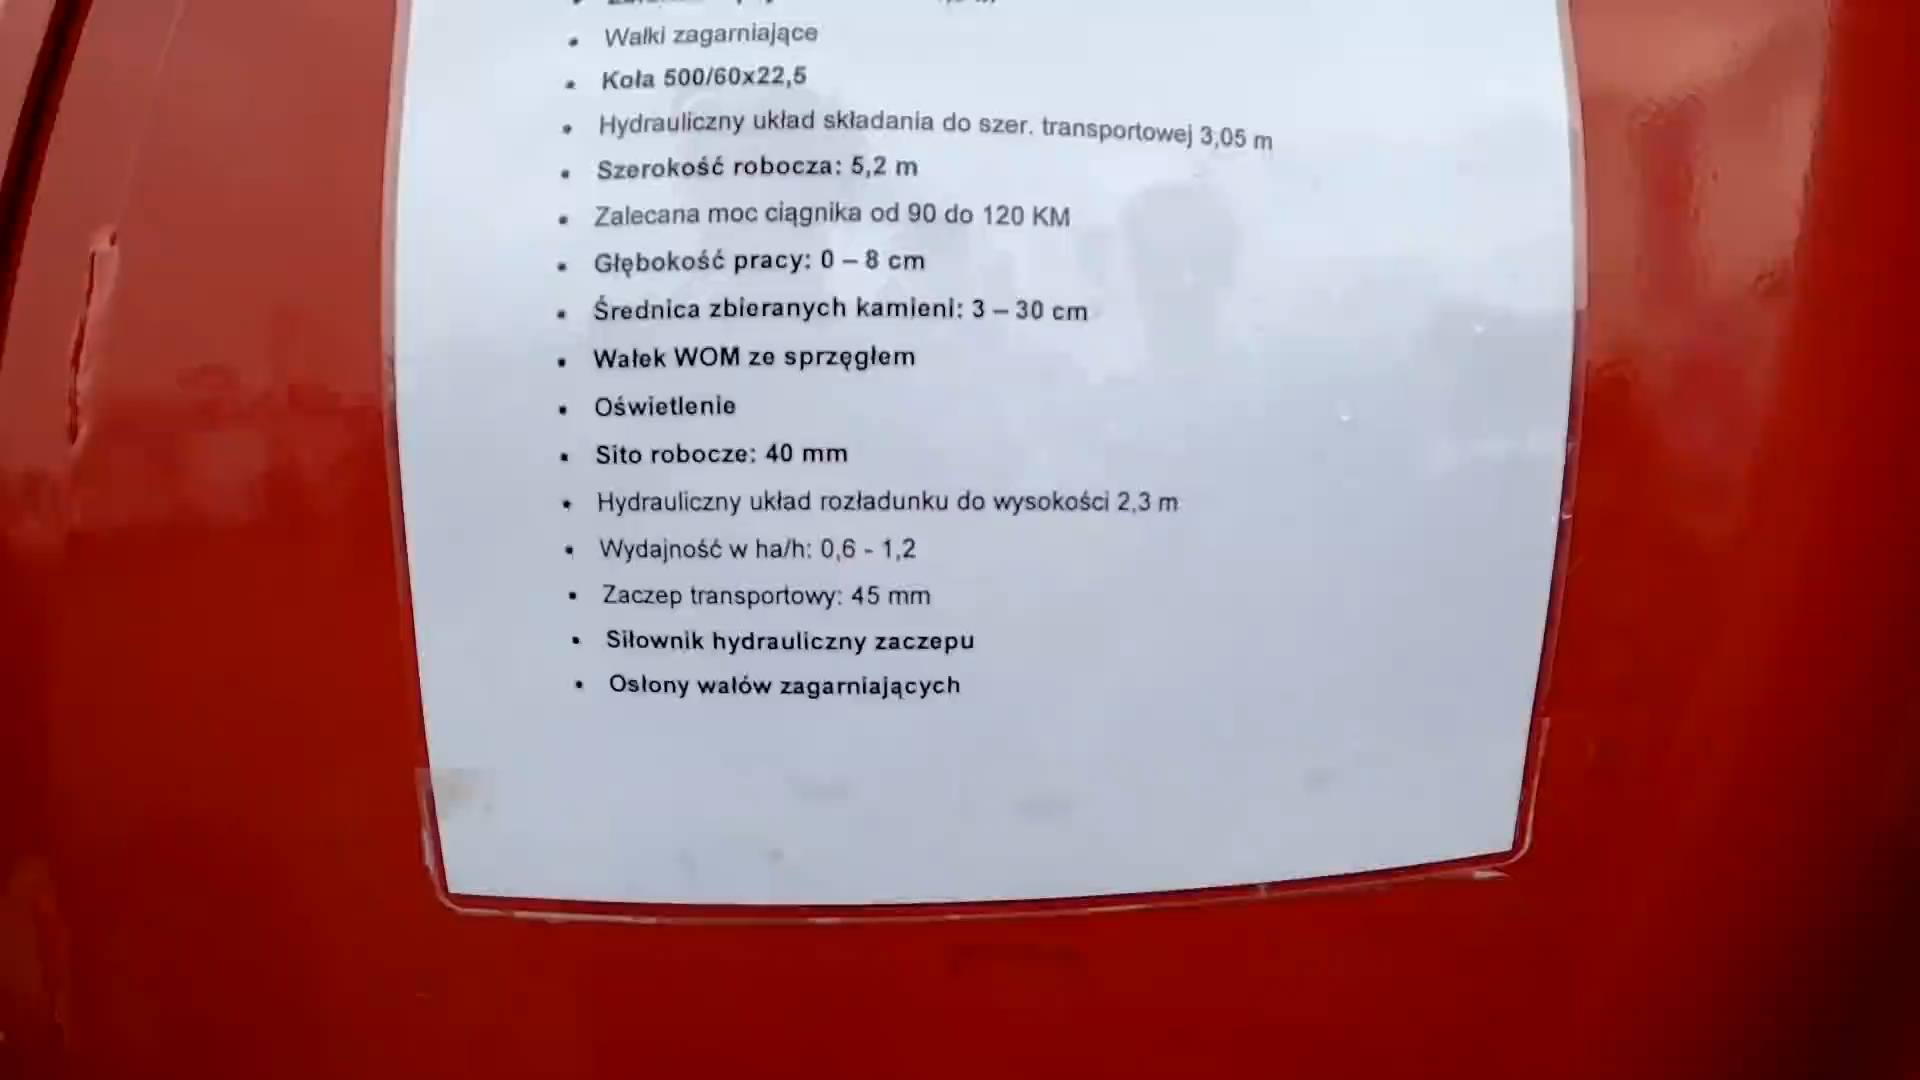 • Wałki zagarniające
• Koła 500/60x22,5
• Hydrauliczny układ składania do szer. transportowej 3,05 m
• Szerokość robocza: 5,2 m
• Zalecana moc ciągnika od 90 do 120 KM
• Głębokość pracy: 0 – 8 cm
• Średnica zbieranych kamieni: 3 – 30 cm
• Wałek WOM ze sprzęgłem
• Oświetlenie
• Sito robocze: 40 mm
• Hydrauliczny układ rozładunku do wysokości 2,3 m
• Wydajność w ha/h: 0,6 - 1,2
• Zaczep transportowy: 45 mm
• Siłownik hydrauliczny zaczepu
• Osłony wałów zagarniających